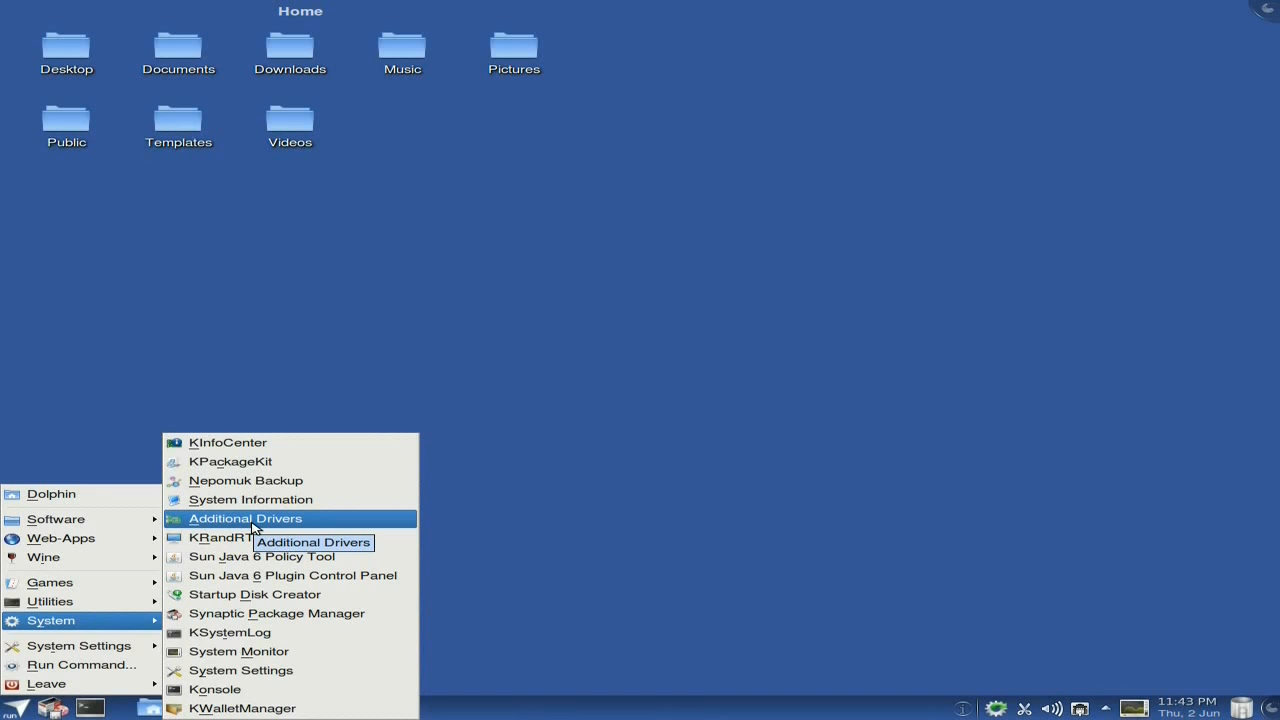 Home
Desktop
Documents
Downloads
Music
Pictures
Public
Templates
Videos
KInfoCenter
KPackageKit
Nepomuk Backup
System Information
Additional Drivers
KRandRT
Additional Drivers
Sun Java 6 Policy Tool
Sun Java 6 Plugin Control Panel
Startup Disk Creator
Synaptic Package Manager
KSystemLog
System Monitor
System Settings
Konsole
KWalletManager
Dolphin
Software
Web-Apps
Wine
Games
Utilities
System
System Settings
Run Command...
Leave
run
11:43 PM
Thu, 2 Jun